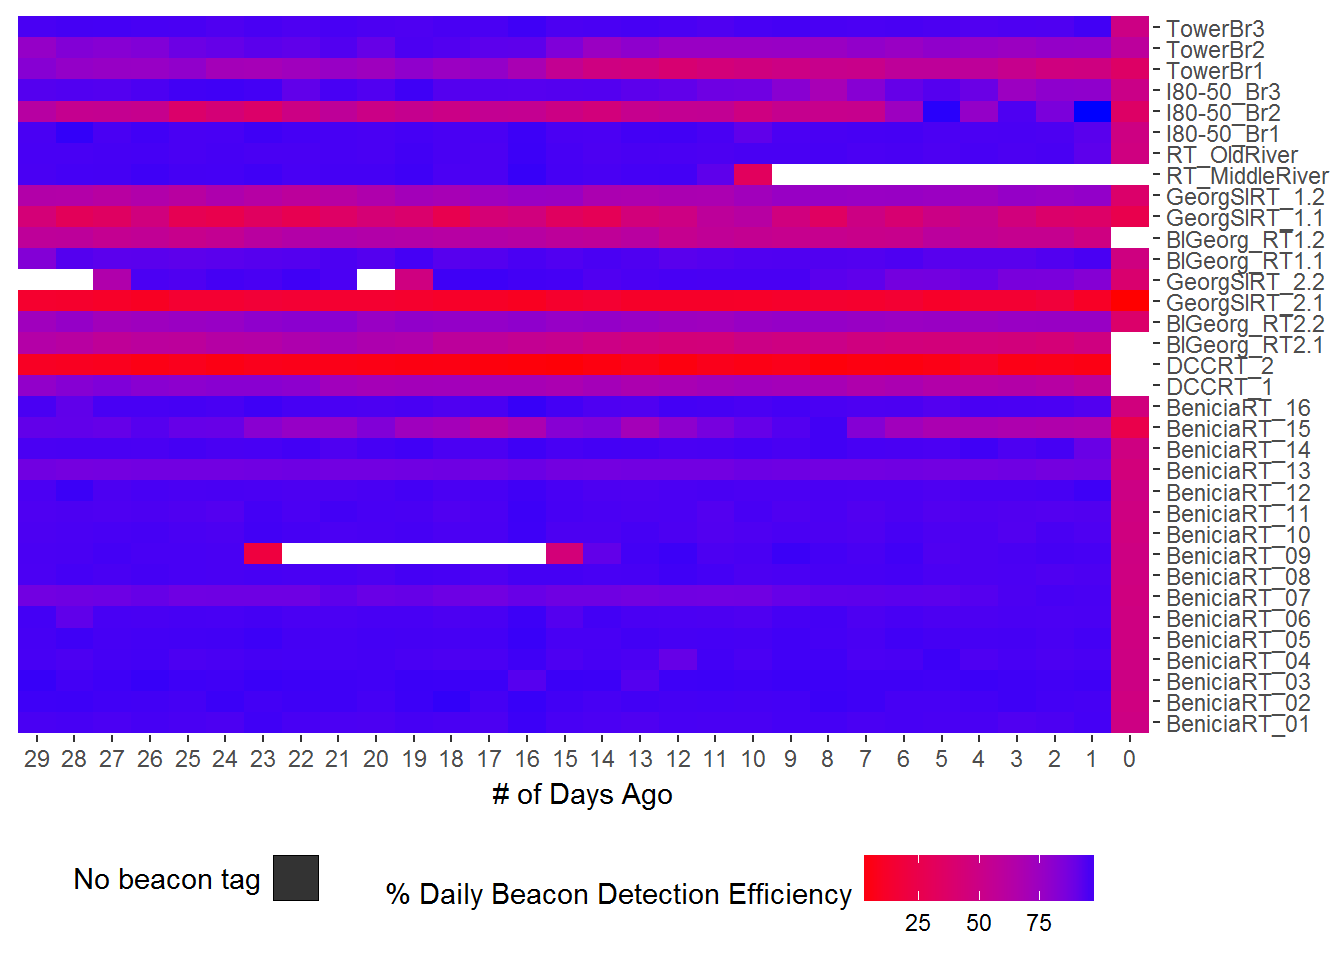 TowerBr3
TowerBr2
TowerBr1
I80-50_Br3
I80-50_Br2
I80-50_Br1
RT_OldRiver
RT_MiddleRiver
GeorgSlRT_1.2
GeorgSlRT_1.1
BlGeorg_RT1.2
BlGeorg_RT1.1
GeorgSlRT_2.2
GeorgSlRT_2.1
BlGeorg_RT2.2
BlGeorg_RT2.1
DCCRT_2
DCCRT_1
BeniciaRT_16
BeniciaRT_15
BeniciaRT_14
BeniciaRT_13
BeniciaRT_12
BeniciaRT_11
BeniciaRT_10
BeniciaRT_09
BeniciaRT_08
BeniciaRT_07
BeniciaRT_06
BeniciaRT_05
BeniciaRT_04
BeniciaRT_03
BeniciaRT_02
BeniciaRT_01
29 28 27 26 25 24 23 22 21 20 19 18 17 16 15 14 13 12 11 10 9 8 7 6 5 4 3 2 1 0
# of Days Ago
No beacon tag
% Daily Beacon Detection Efficiency
25 50 75